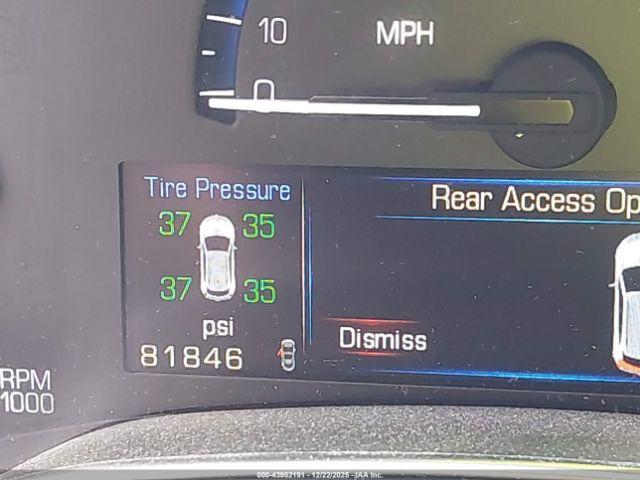 10
MPH
0
Tire Pressure
Rear Access Op
37 35
37 35
psi
Dismiss
81846
RPM
1000
000-43982191 - 12/22/2025 - IAA Inc.